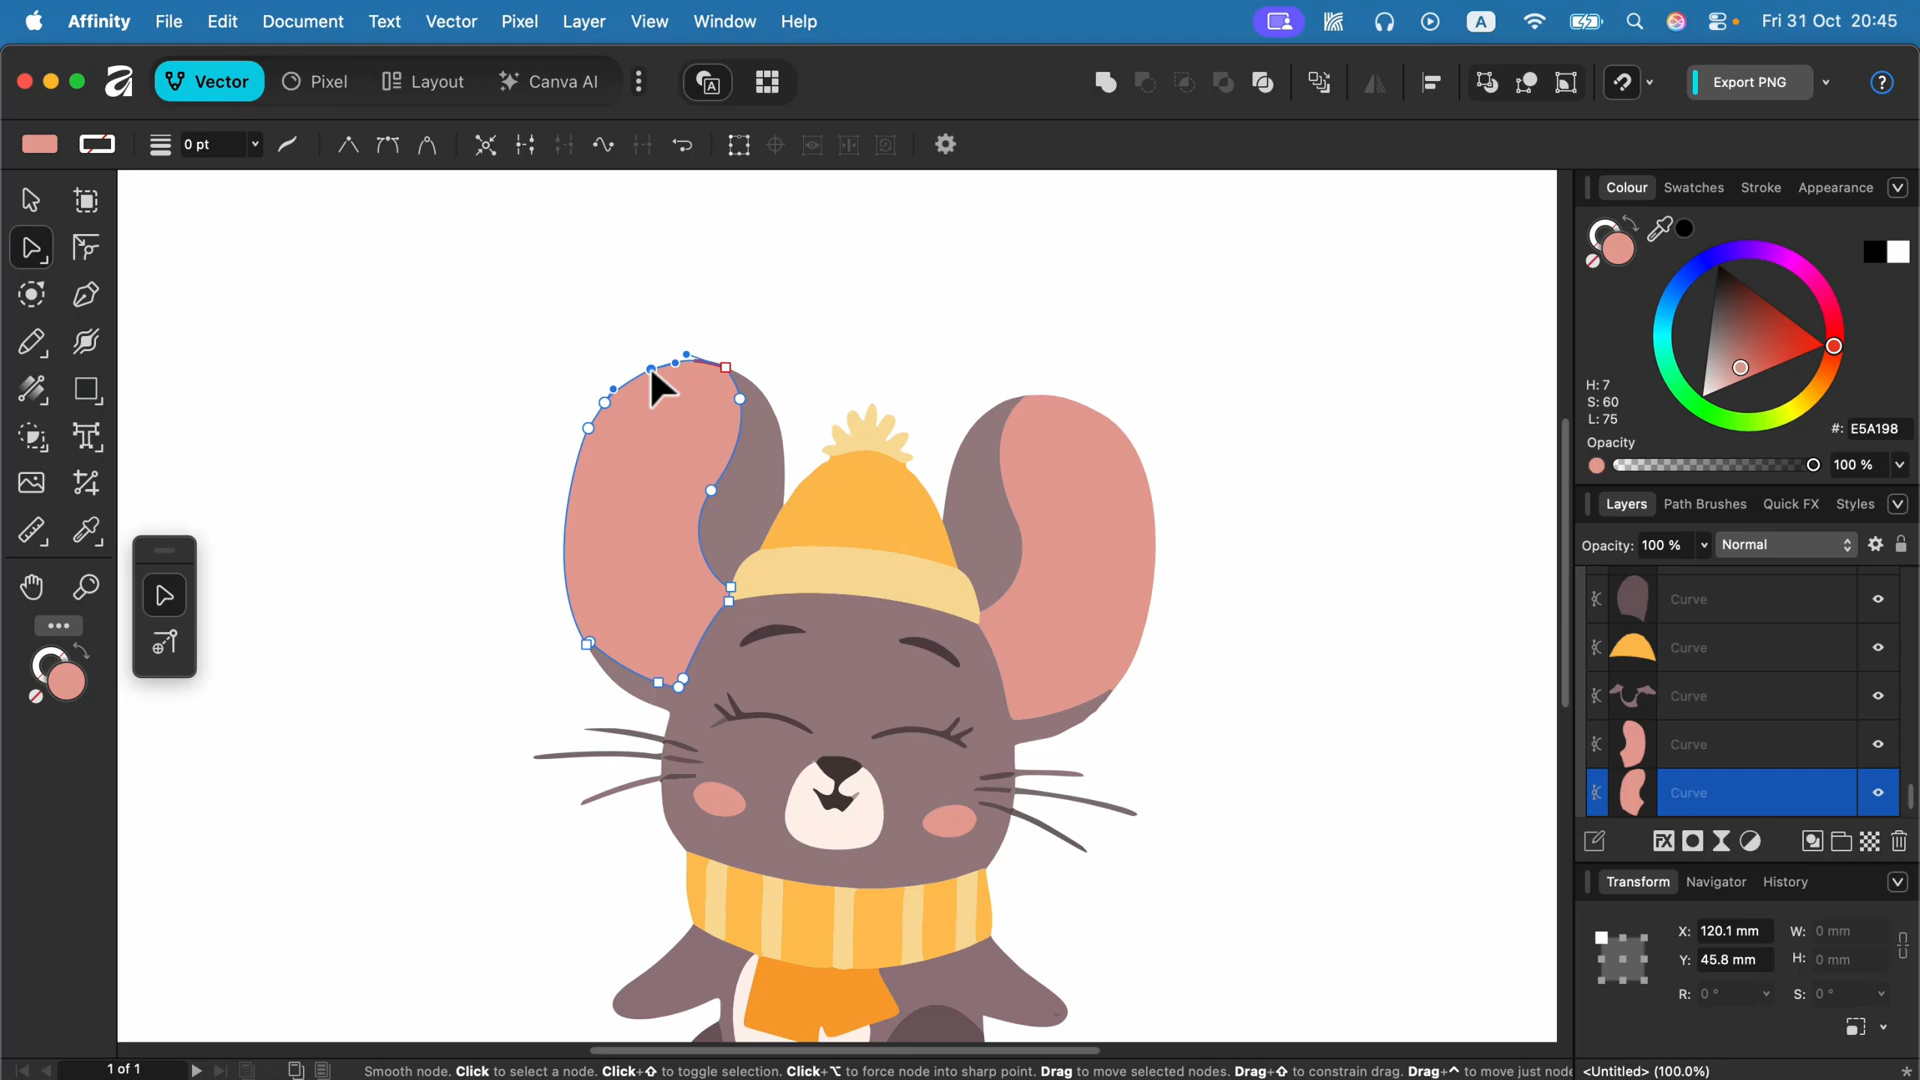 Affinity File Edit Document Text Vector Pixel Layer View Window Help A Fri 31 Oct 20:45
Vector Pixel Layout Canva AI A Export PNG ?
0 pt
Colour Swatches Stroke Appearance
H: 7
S: 60
L: 75
#: E5A198
Opacity
100 %
Layers Path Brushes Quick FX Styles
Opacity: 100 % Normal
Curve
Curve
Curve
Curve
Curve
FX
Transform Navigator History
X: 120.1 mm W: 0 mm
Y: 45.8 mm H: 0 mm
R: 0 ° S: 0 °
1 of 1 Smooth node. Click to select a node. Click+⇧ to toggle selection. Click+⌥ to force node into sharp point. Drag to move selected nodes. Drag+⇧ to constrain drag. Drag+^ to move just node <Untitled> (100.0%)